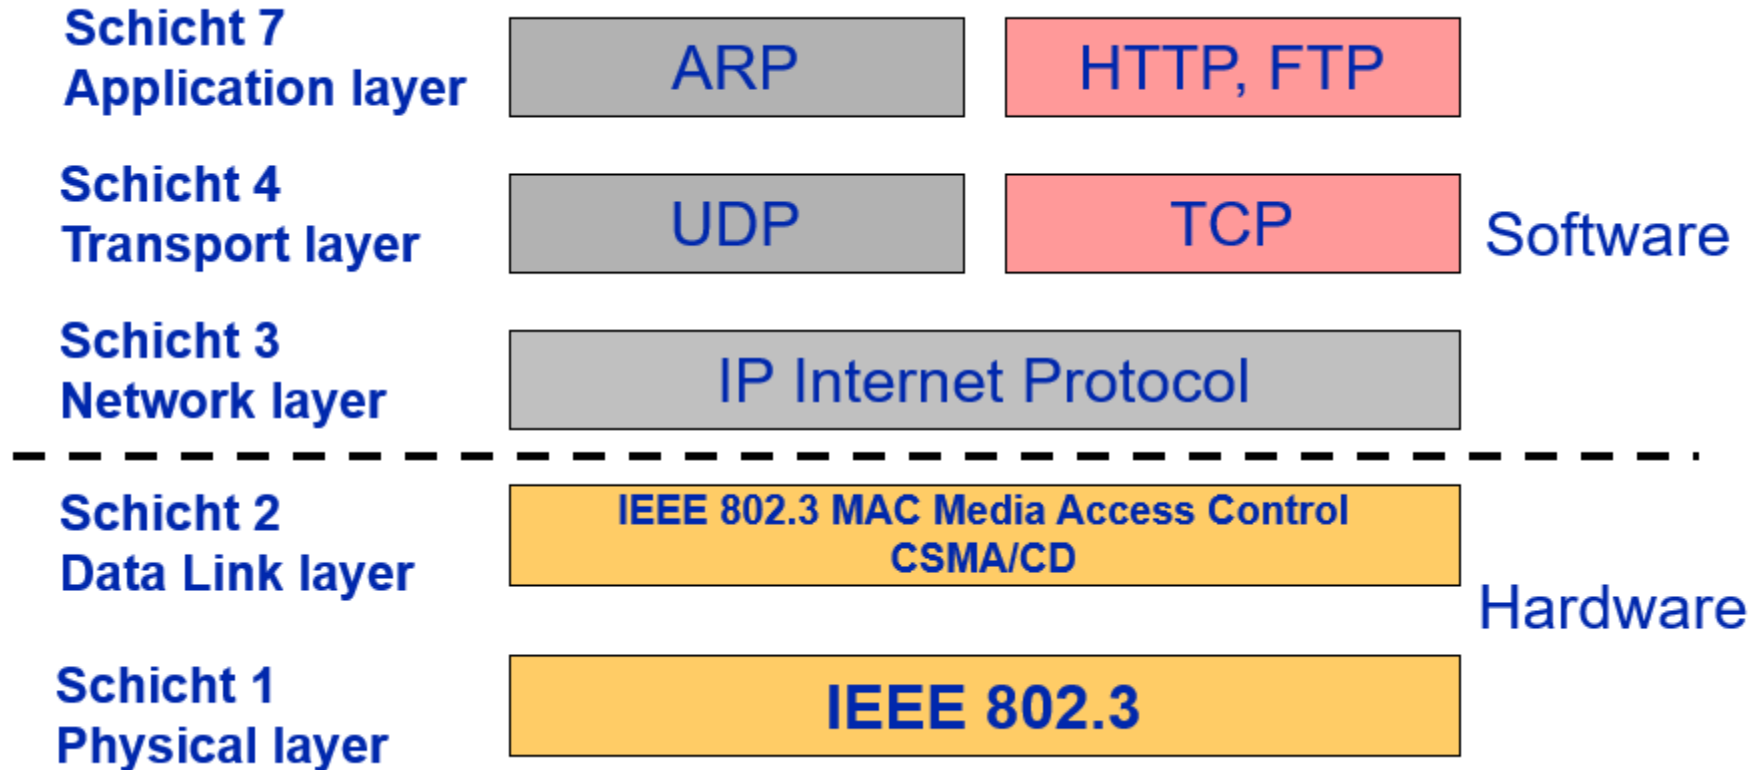 Schicht 7
Application layer
ARP
HTTP, FTP
Schicht 4
Transport layer
UDP
TCP
Software
Schicht 3
Network layer
IP Internet Protocol
Schicht 2
Data Link layer
IEEE 802.3 MAC Media Access Control
CSMA/CD
Hardware
Schicht 1
Physical layer
IEEE 802.3